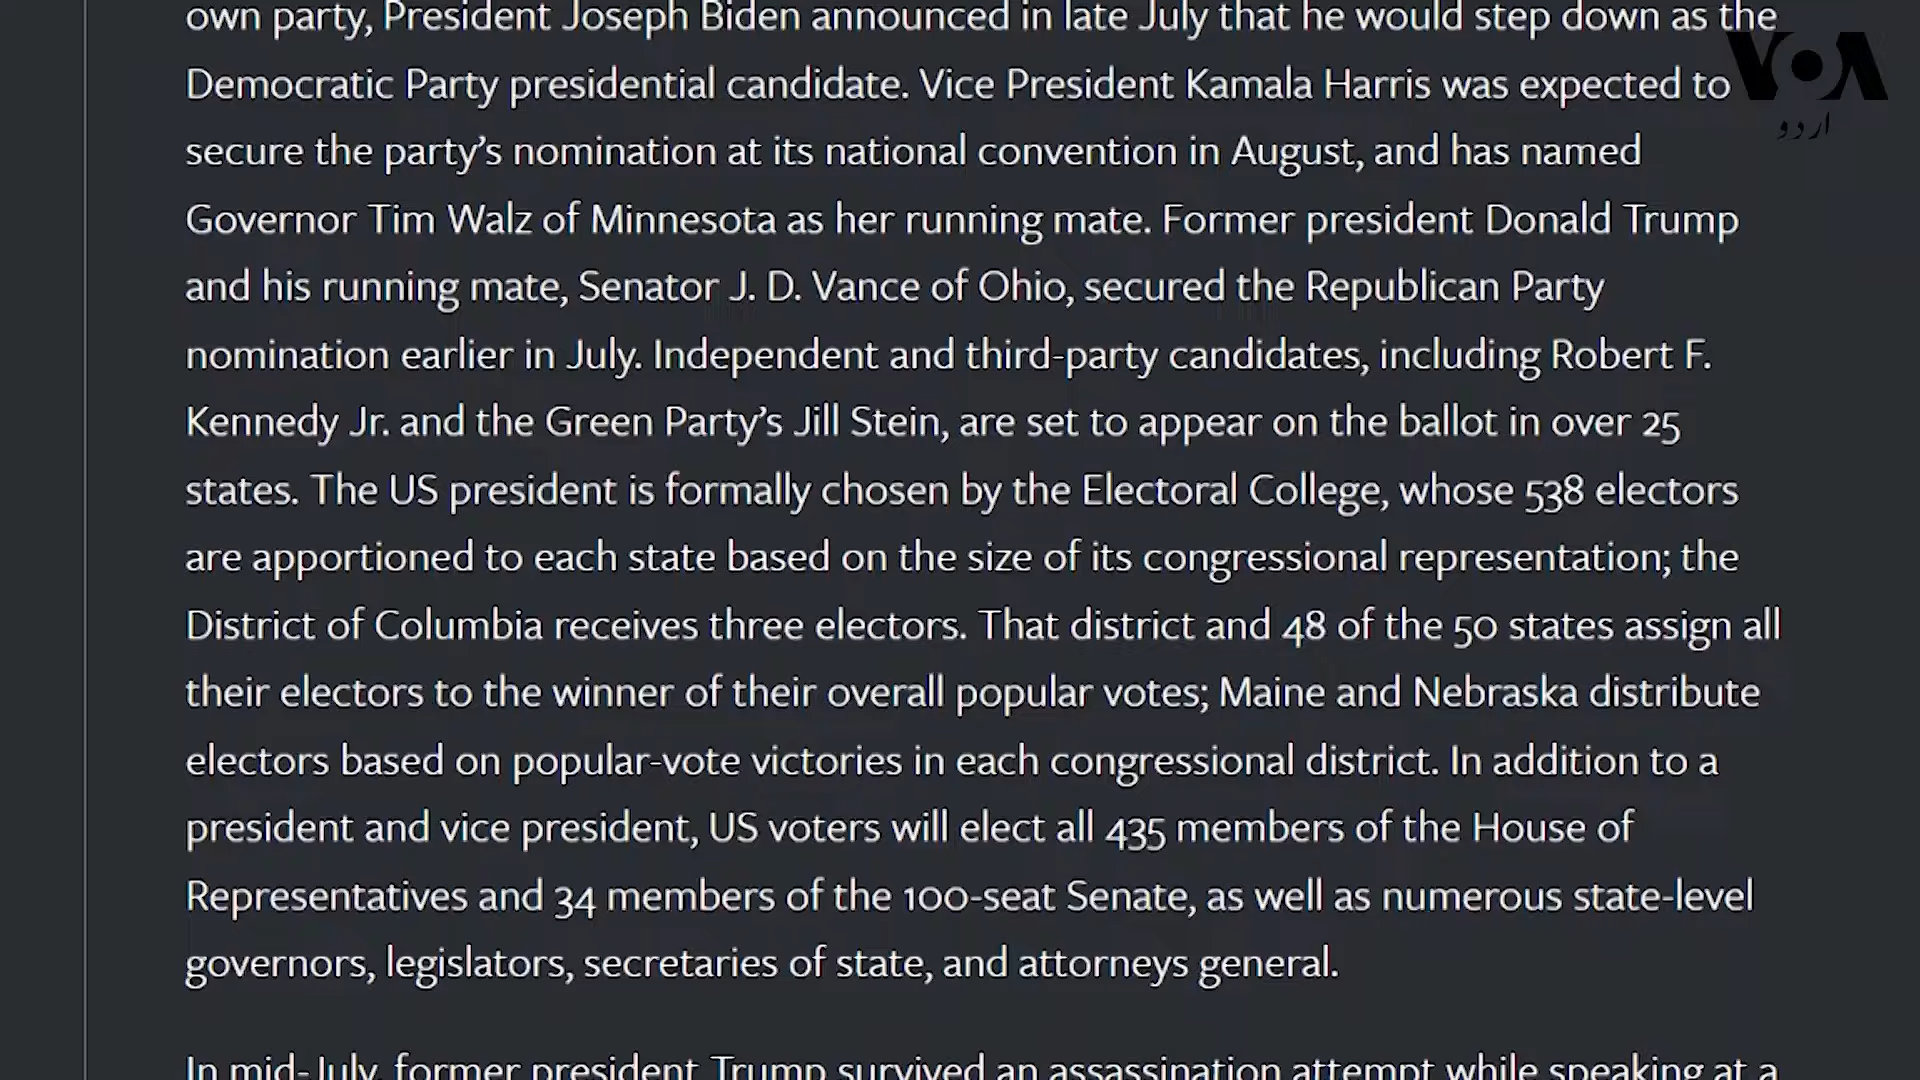 own party, President Joseph Biden announced in late July that he would step down as the
Democratic Party presidential candidate. Vice President Kamala Harris was expected to
secure the party’s nomination at its national convention in August, and has named
Governor Tim Walz of Minnesota as her running mate. Former president Donald Trump
and his running mate, Senator J. D. Vance of Ohio, secured the Republican Party
nomination earlier in July. Independent and third-party candidates, including Robert F.
Kennedy Jr. and the Green Party’s Jill Stein, are set to appear on the ballot in over 25
states. The US president is formally chosen by the Electoral College, whose 538 electors
are apportioned to each state based on the size of its congressional representation; the
District of Columbia receives three electors. That district and 48 of the 50 states assign all
their electors to the winner of their overall popular votes; Maine and Nebraska distribute
electors based on popular-vote victories in each congressional district. In addition to a
president and vice president, US voters will elect all 435 members of the House of
Representatives and 34 members of the 100-seat Senate, as well as numerous state-level
governors, legislators, secretaries of state, and attorneys general.
In mid-July, former president Trump survived an assassination attempt while speaking at a
VOA
اردو